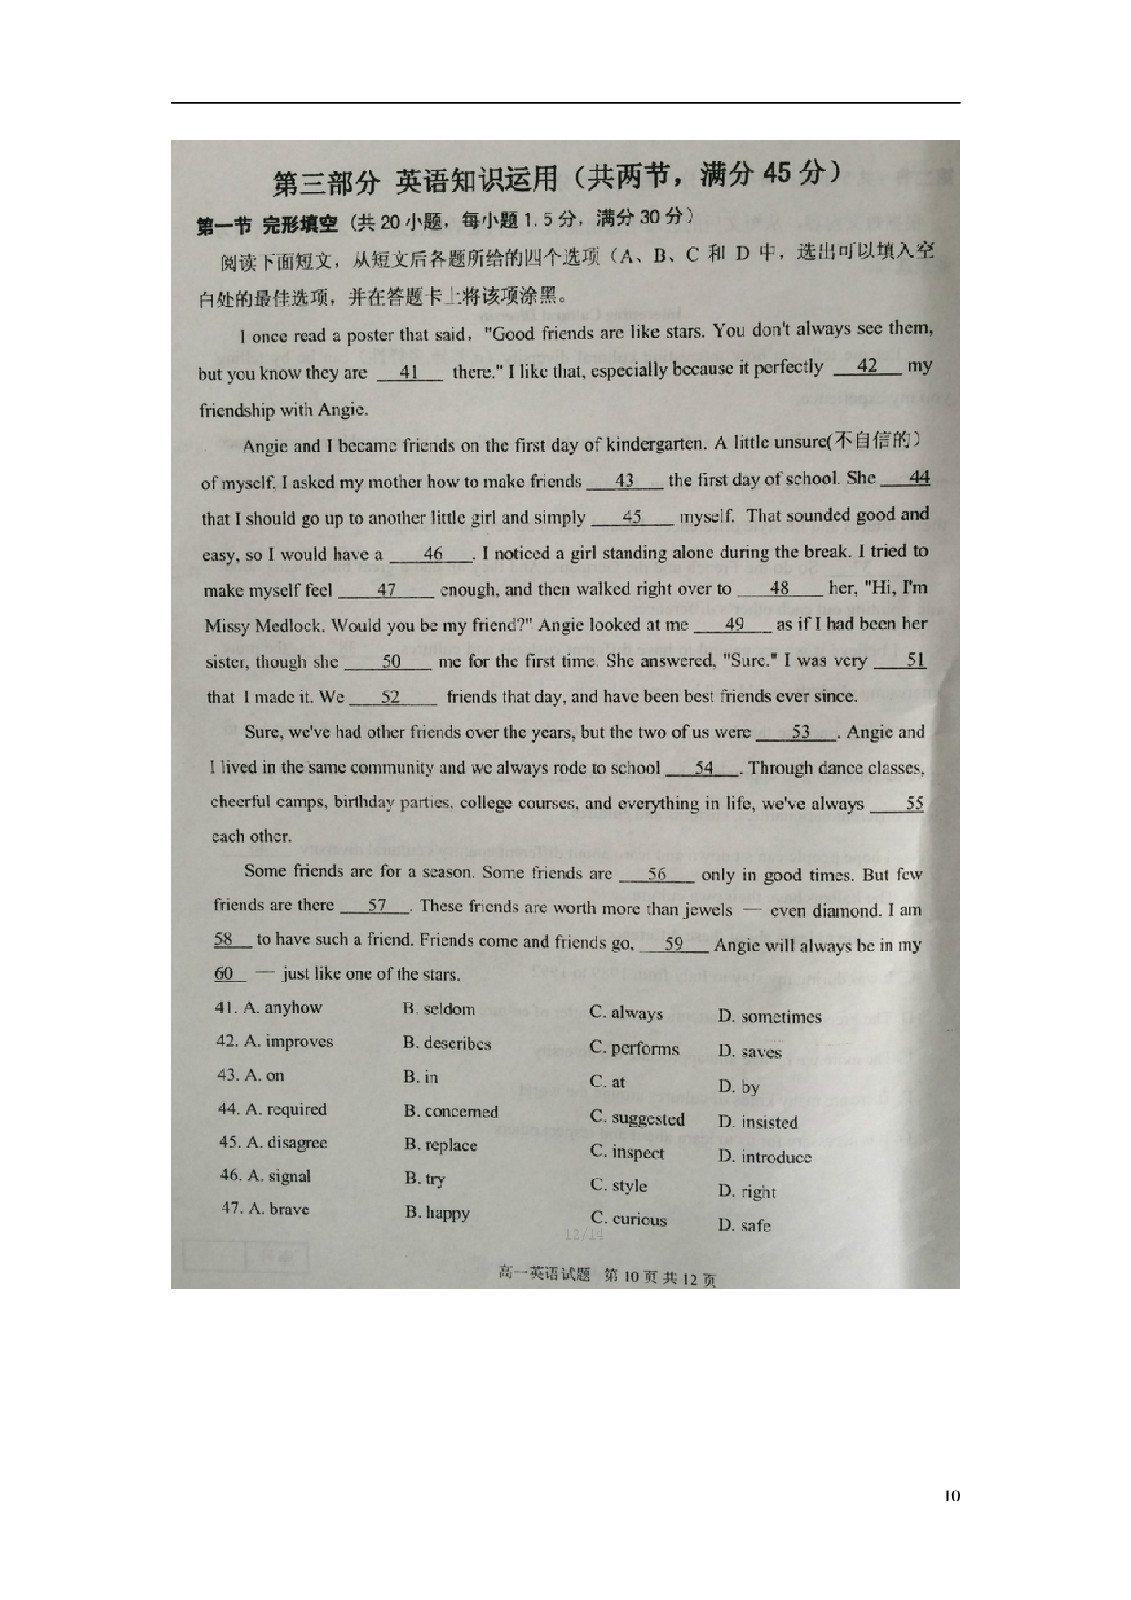 第三部分 英语知识运用（共两节，满分 45 分）
第一节 完形填空（共 20 小题，每小题 1.5 分，满分 30 分）
阅读下面短文，从短文后各题所给的四个选项（A、B、C 和 D 中，选出可以填入空
白处的最佳选项，并在答题卡上将该项涂黑。
I once read a poster that said, "Good friends are like stars. You don't always see them,
but you know they are 41 there." I like that, especially because it perfectly 42 my
friendship with Angie.
Angie and I became friends on the first day of kindergarten. A little unsure(不自信的）
of myself, I asked my mother how to make friends 43 the first day of school. She 44
that I should go up to another little girl and simply 45 myself. That sounded good and
easy, so I would have a 46 . I noticed a girl standing alone during the break. I tried to
make myself feel 47 enough, and then walked right over to 48 her, "Hi, I'm
Missy Medlock. Would you be my friend?" Angie looked at me 49 as if I had been her
sister, though she 50 me for the first time. She answered, "Sure." I was very 51
that I made it. We 52 friends that day, and have been best friends ever since.
Sure, we've had other friends over the years, but the two of us were 53 . Angie and
I lived in the same community and we always rode to school 54 . Through dance classes,
cheerful camps, birthday parties, college courses, and everything in life, we've always 55
each other.
Some friends are for a season. Some friends are 56 only in good times. But few
friends are there 57 . These friends are worth more than jewels — even diamond. I am
58 to have such a friend. Friends come and friends go, 59 Angie will always be in my
60 — just like one of the stars.
41. A. anyhow B. seldom C. always D. sometimes
42. A. improves B. describes C. performs D. saves
43. A. on B. in C. at D. by
44. A. required B. concerned C. suggested D. insisted
45. A. disagree B. replace C. inspect D. introduce
46. A. signal B. try C. style D. right
47. A. brave B. happy C. curious D. safe
高一英语试题 第 10 页 共 12 页
10